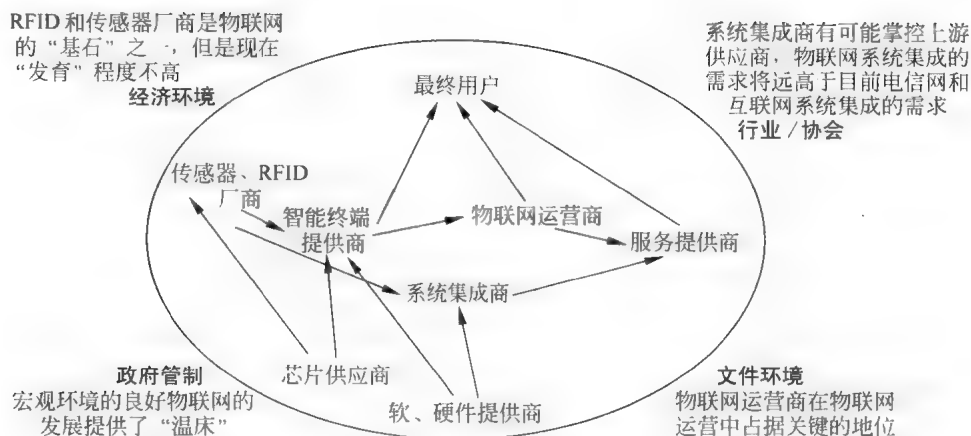 RFID和传感器厂商是物联网
的“基石”之一，但是现在
“发育”程度不高
经济环境
系统集成商有可能掌控上游
供应商，物联网系统集成的
需求将远高于目前电信网和
互联网系统集成的需求
行业／协会
最终用户
传感器、RFID
厂商
智能终端
提供商
物联网运营商
服务提供商
系统集成商
芯片供应商
软、硬件提供商
政府管制
宏观环境的良好物联网的
发展提供了“温床”
文件环境
物联网运营商在物联网
运营中占据关键的地位